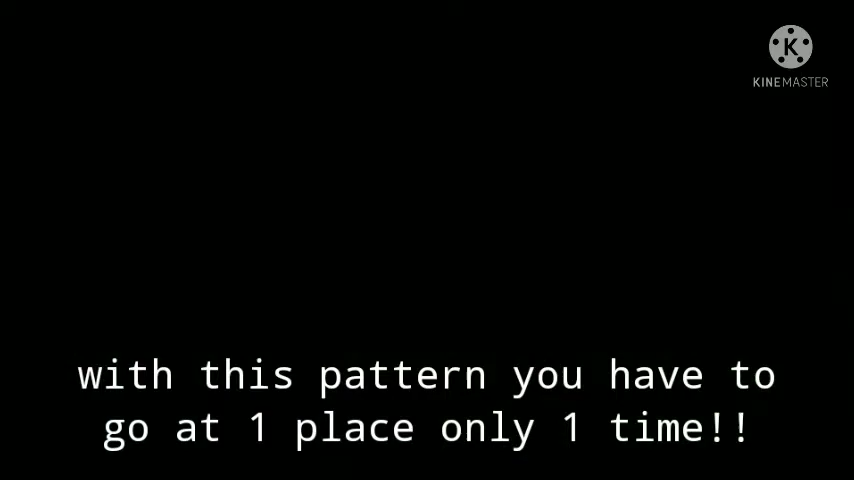 K
KINEMASTER
with this pattern you have to
go at 1 place only 1 time!!